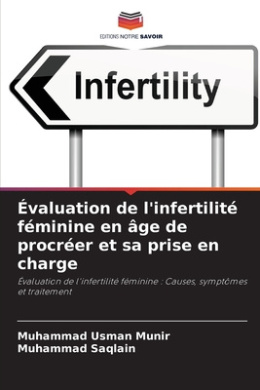 EDITIONS NOTRE SAVOIR
Infertility
Évaluation de l'infertilité
féminine en âge de
procréer et sa prise en
charge
Évaluation de l'infertilité féminine : Causes, symptômes
et traitement
Muhammad Usman Munir
Muhammad Saqlain